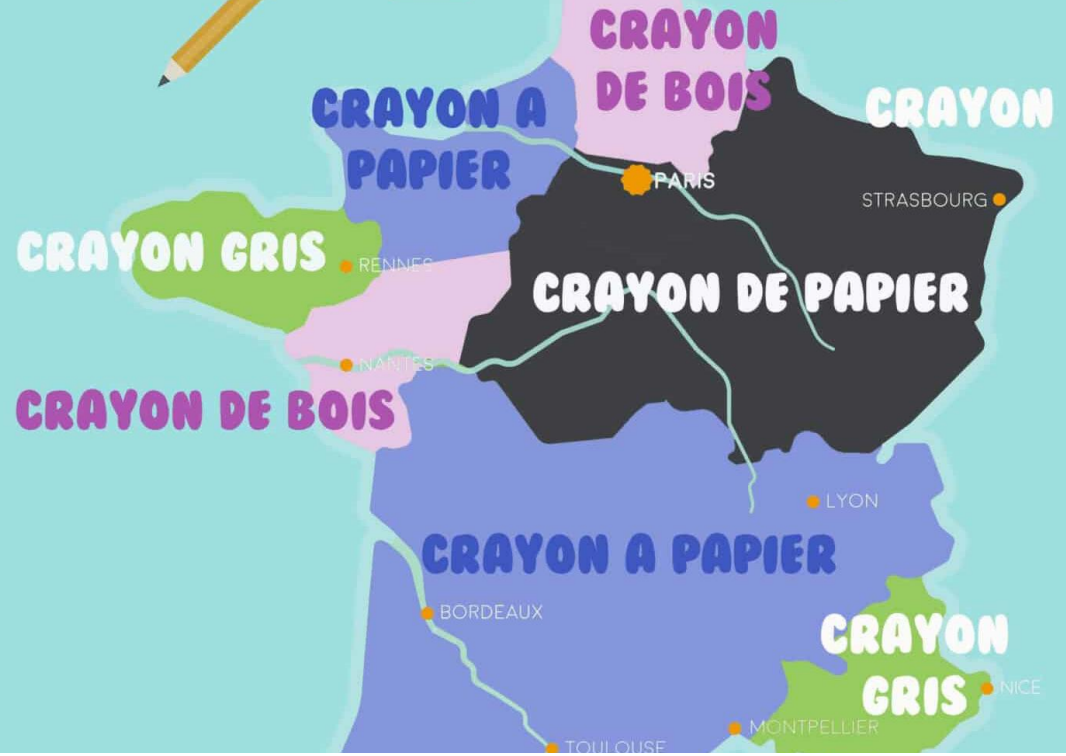 CRAYON
DE BOIS
CRAYON A
PAPIER
CRAYON
PARIS
STRASBOURG
CRAYON GRIS
RENNES
CRAYON DE PAPIER
NANTES
CRAYON DE BOIS
LYON
CRAYON A PAPIER
BORDEAUX
CRAYON
GRIS
NICE
MONTPELLIER
TOULOUSE